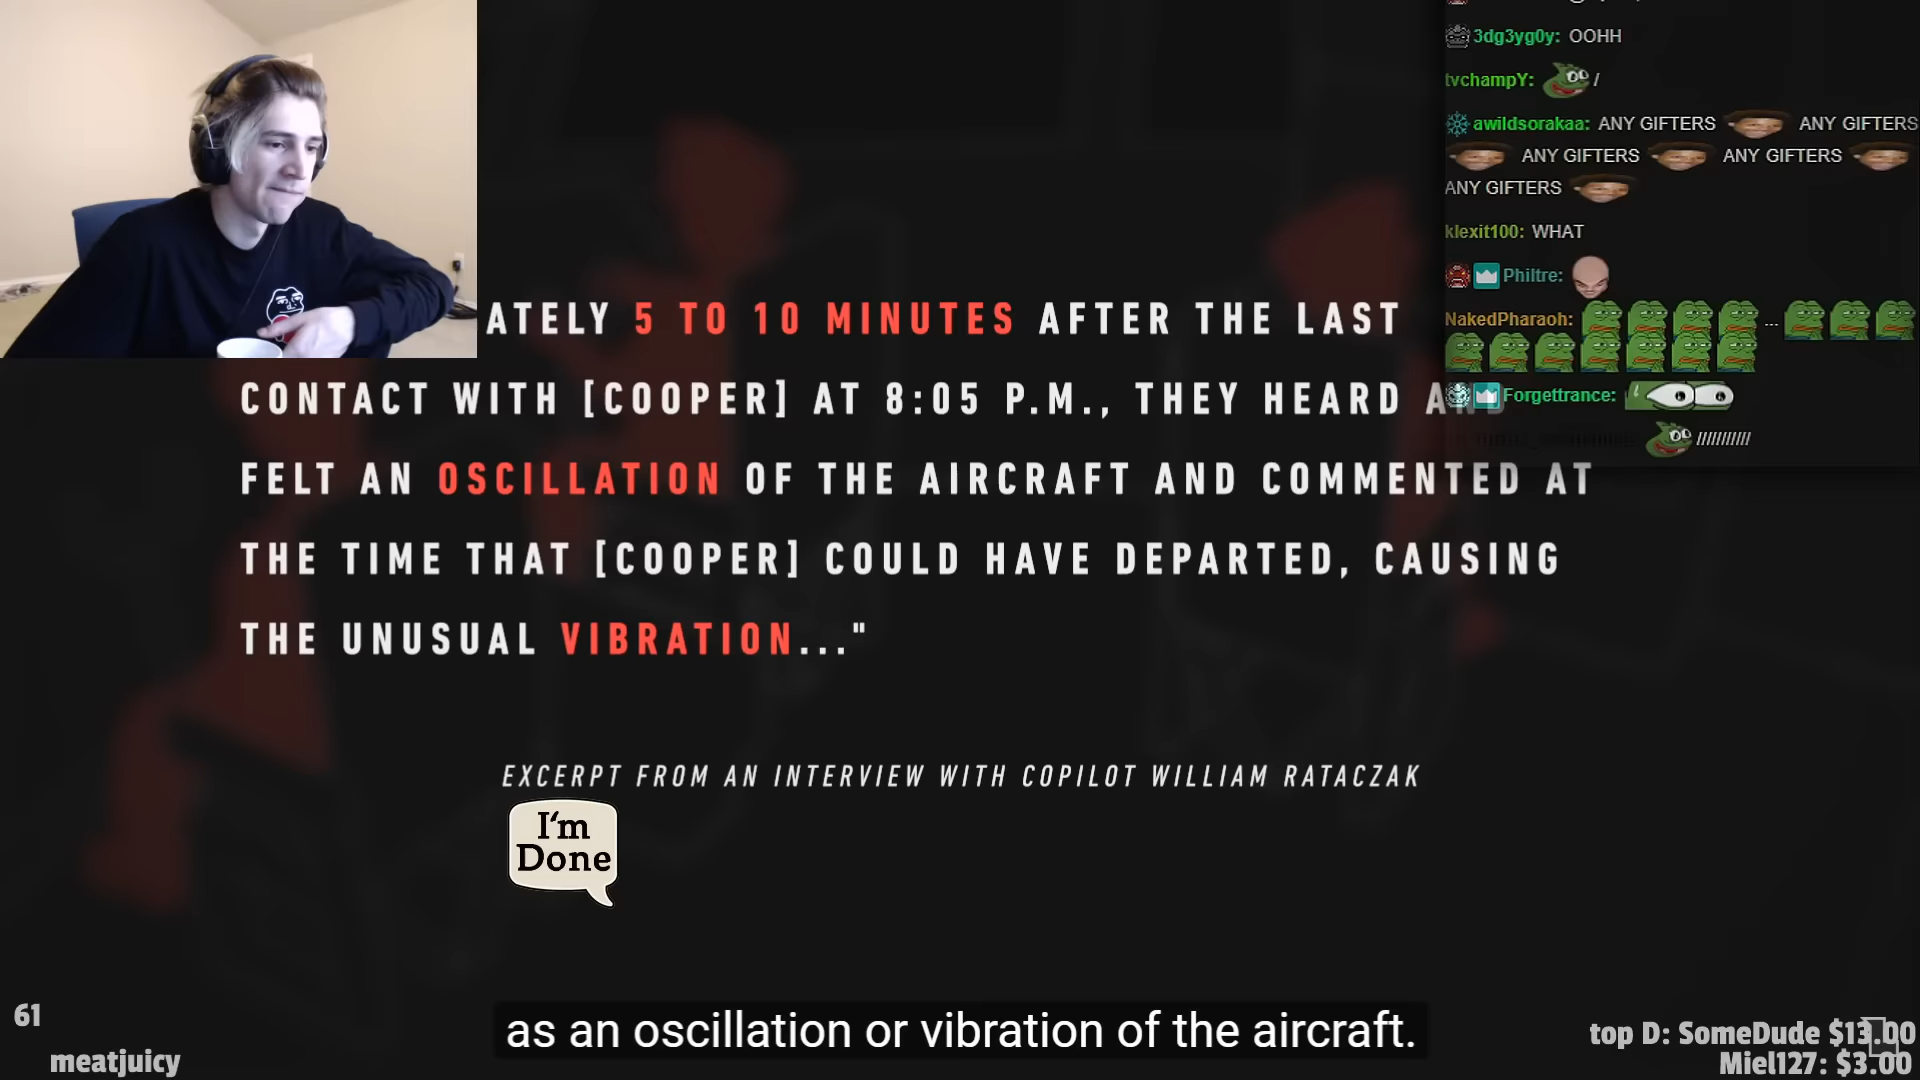 3dg3yg0y: OOHH
tvchampY: /
awildsorakaa: ANY GIFTERS ANY GIFTERS
ANY GIFTERS ANY GIFTERS
ANY GIFTERS
klexit100: WHAT
Philtre:
NakedPharaoh: ...
Forgettrance:
//////////
ATELY 5 TO 10 MINUTES AFTER THE LAST
CONTACT WITH [COOPER] AT 8:05 P.M., THEY HEARD AND
FELT AN OSCILLATION OF THE AIRCRAFT AND COMMENTED AT
THE TIME THAT [COOPER] COULD HAVE DEPARTED, CAUSING
THE UNUSUAL VIBRATION..."
EXCERPT FROM AN INTERVIEW WITH COPILOT WILLIAM RATACZAK
I'm
Done
as an oscillation or vibration of the aircraft.
61
meatjuicy
top D: SomeDude $13.00
Miel127: $3.00